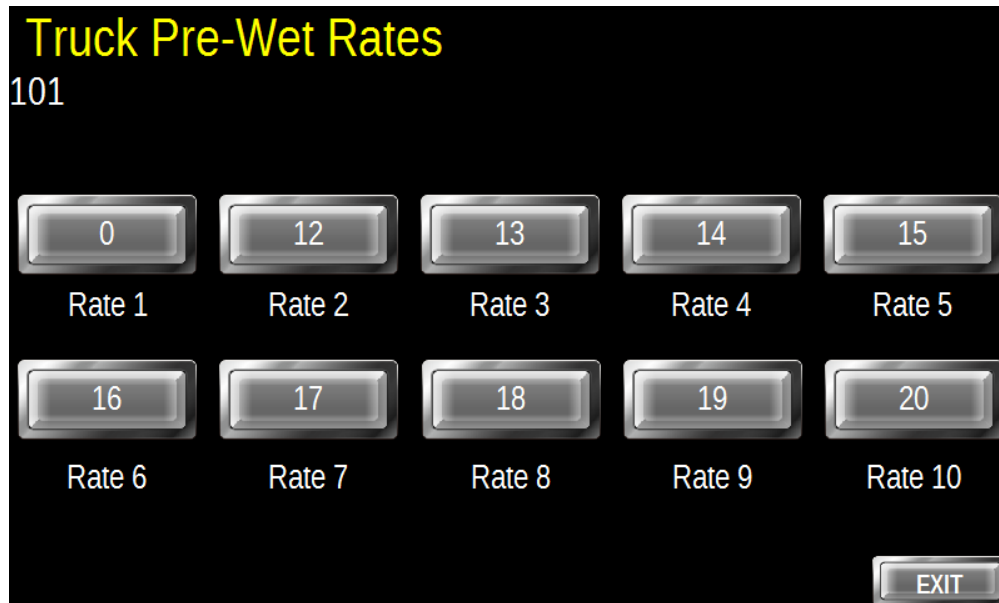 Truck Pre-Wet Rates
101
0 12 13 14 15
Rate 1 Rate 2 Rate 3 Rate 4 Rate 5
16 17 18 19 20
Rate 6 Rate 7 Rate 8 Rate 9 Rate 10
EXIT